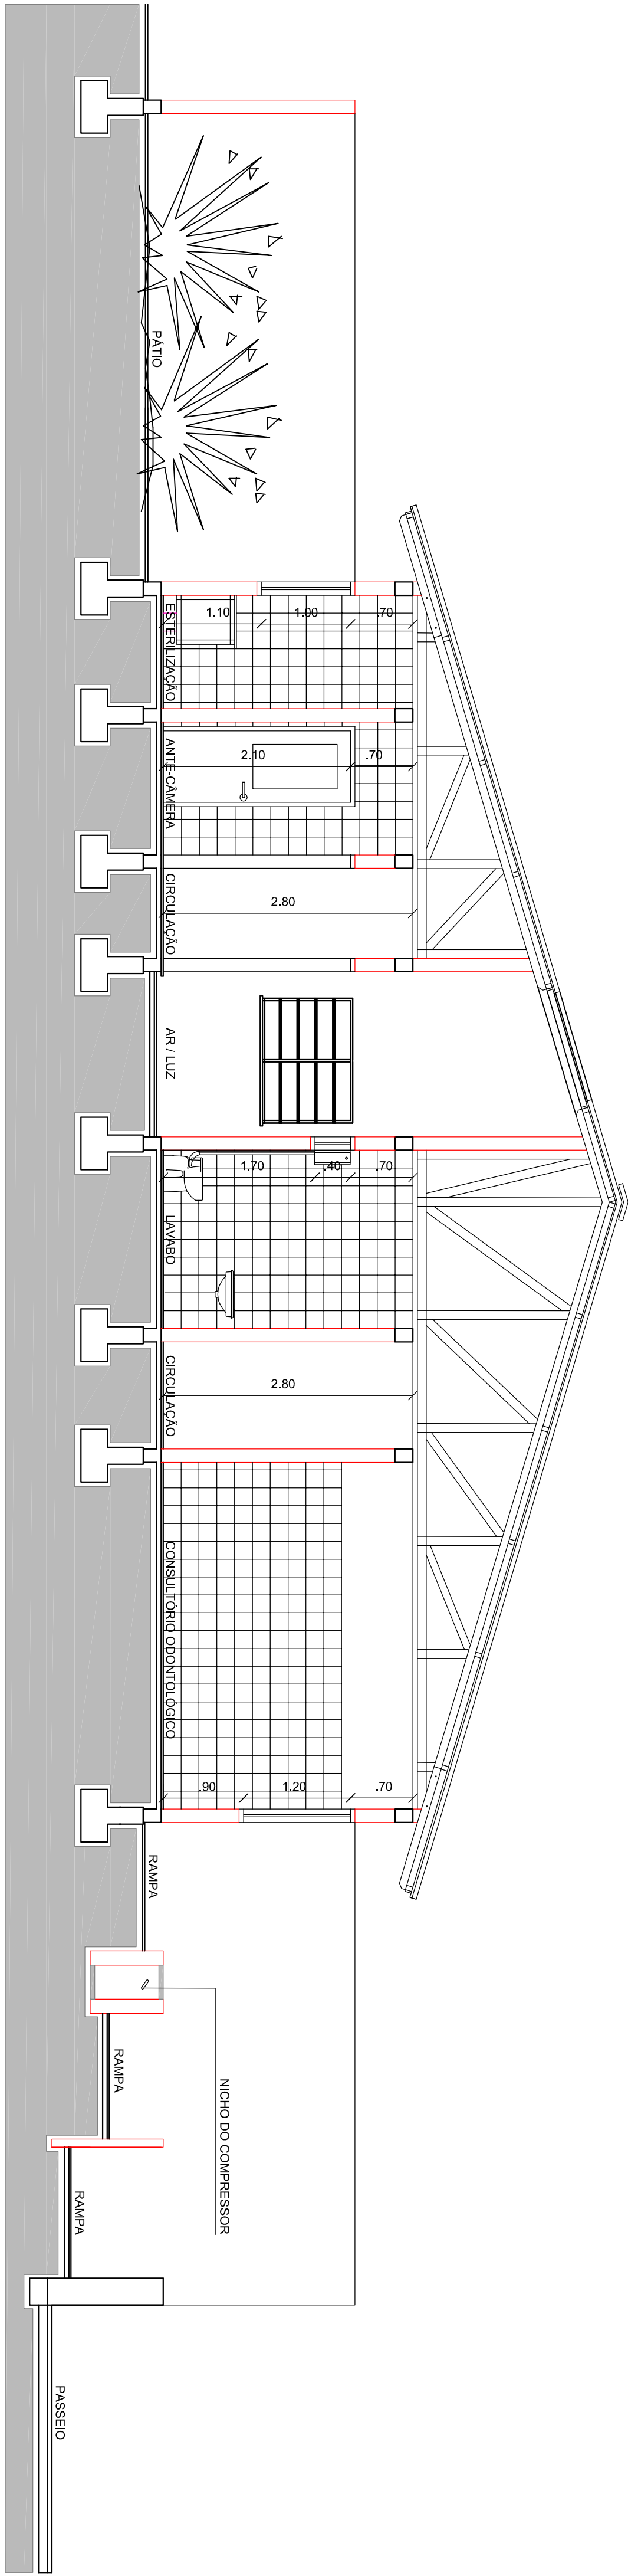 PÁTIO
1.10
1.00
.70
ESTERILIZAÇÃO
2.10
.70
ANTE-CÂMERA
2.80
CIRCULAÇÃO
AR / LUZ
1.70
.40
.70
LAVABO
2.80
CIRCULAÇÃO
CONSULTÓRIO ODONTOLÓGICO
.90
1.20
.70
RAMPA
RAMPA
NICHO DO COMPRESSOR
RAMPA
PASSEIO